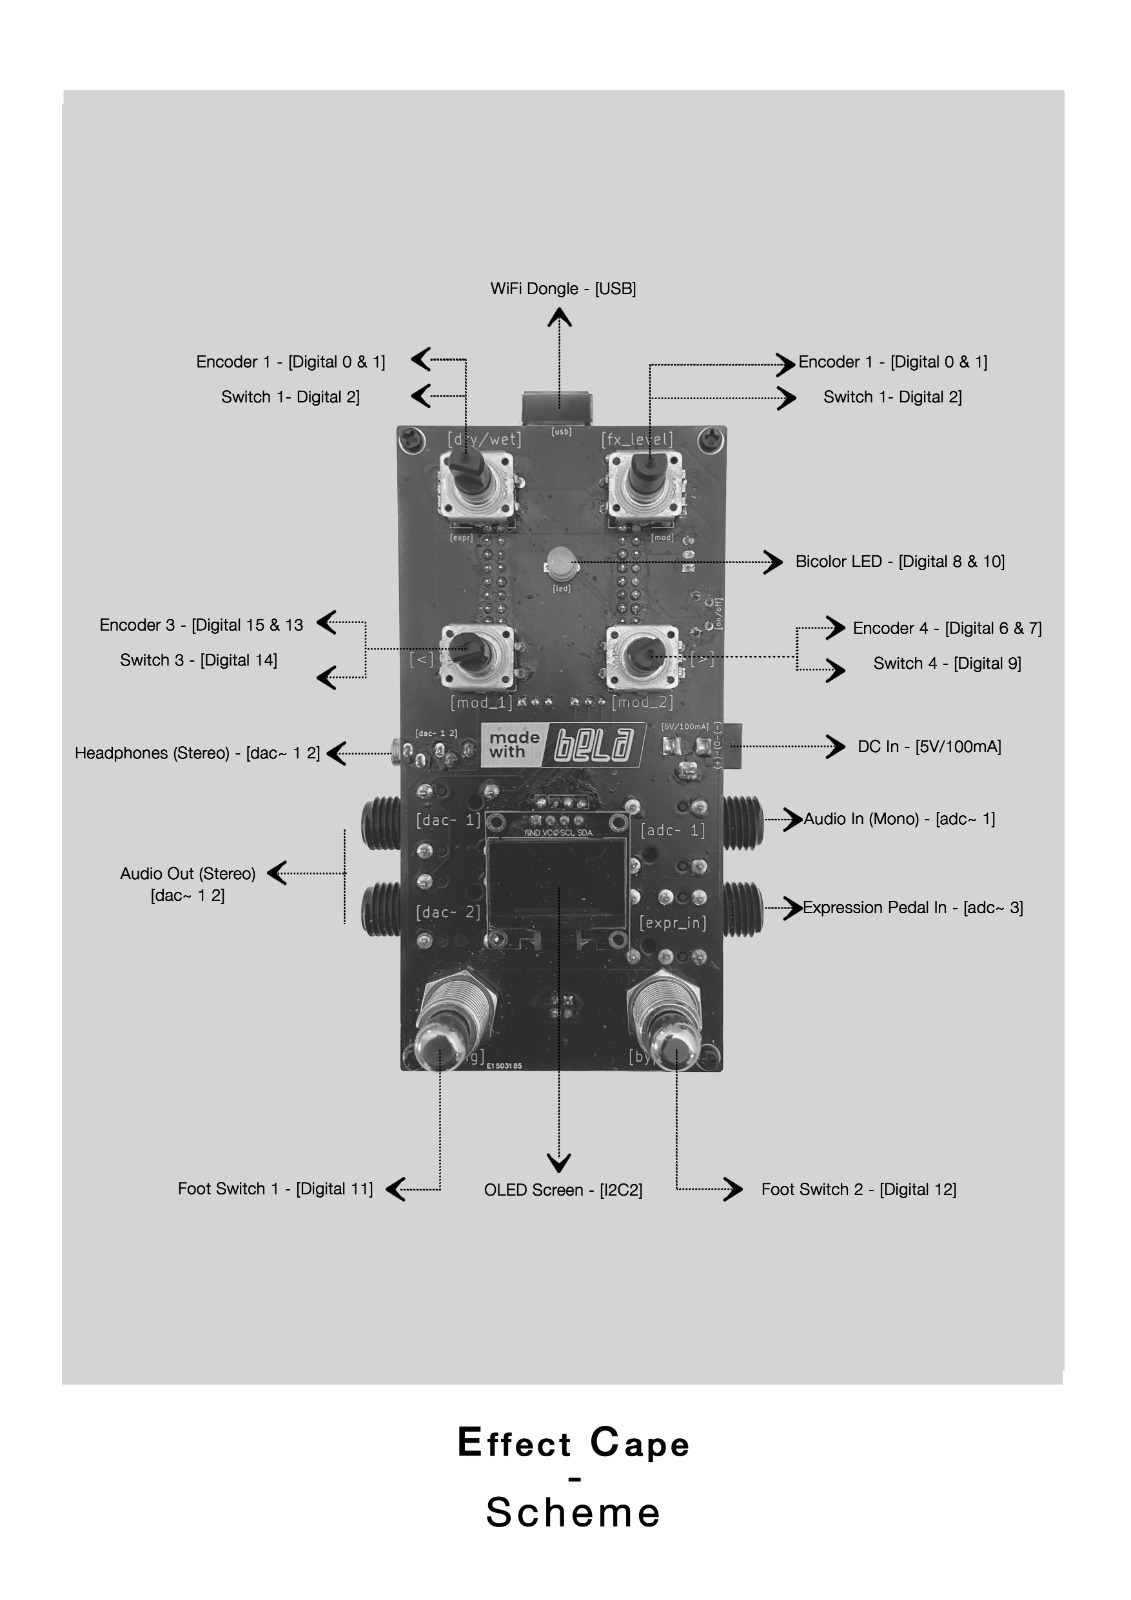 WiFi Dongle - [USB]
Encoder 1 - [Digital 0 & 1]
Switch 1- Digital 2]
Encoder 1 - [Digital 0 & 1]
Switch 1- Digital 2]
[usb]
[dry/wet]
[fx_level]
[expr]
[mod]
Bicolor LED - [Digital 8 & 10]
[led]
[on/off]
Encoder 3 - [Digital 15 & 13
Switch 3 - [Digital 14]
Encoder 4 - [Digital 6 & 7]
Switch 4 - [Digital 9]
[<]
[>]
[mod_1]
[mod_2]
Headphones (Stereo) - [dac~ 1 2]
[dac~ 1 2]
made
with
bela
[5V/100mA]
DC In - [5V/100mA]
[dac~ 1]
GND VCC SCL SDA
[adc~ 1]
Audio In (Mono) - [adc~ 1]
Audio Out (Stereo)
[dac~ 1 2]
[dac~ 2]
[expr_in]
Expression Pedal In - [adc~ 3]
E1503185
Foot Switch 1 - [Digital 11]
OLED Screen - [I2C2]
Foot Switch 2 - [Digital 12]
Effect Cape
-
Scheme